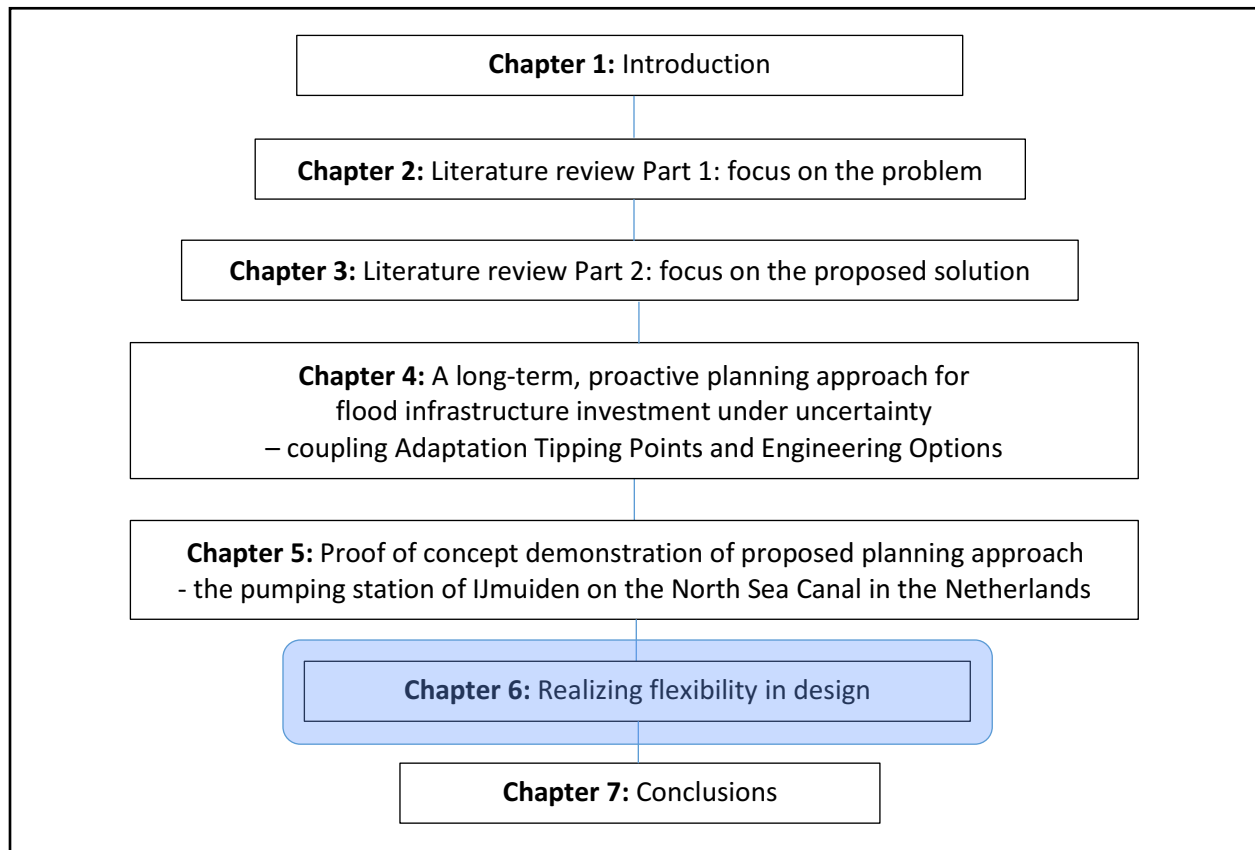 Chapter 1: Introduction
Chapter 2: Literature review Part 1: focus on the problem
Chapter 3: Literature review Part 2: focus on the proposed solution
Chapter 4: A long-term, proactive planning approach for
flood infrastructure investment under uncertainty
– coupling Adaptation Tipping Points and Engineering Options
Chapter 5: Proof of concept demonstration of proposed planning approach
- the pumping station of IJmuiden on the North Sea Canal in the Netherlands
Chapter 6: Realizing flexibility in design
Chapter 7: Conclusions